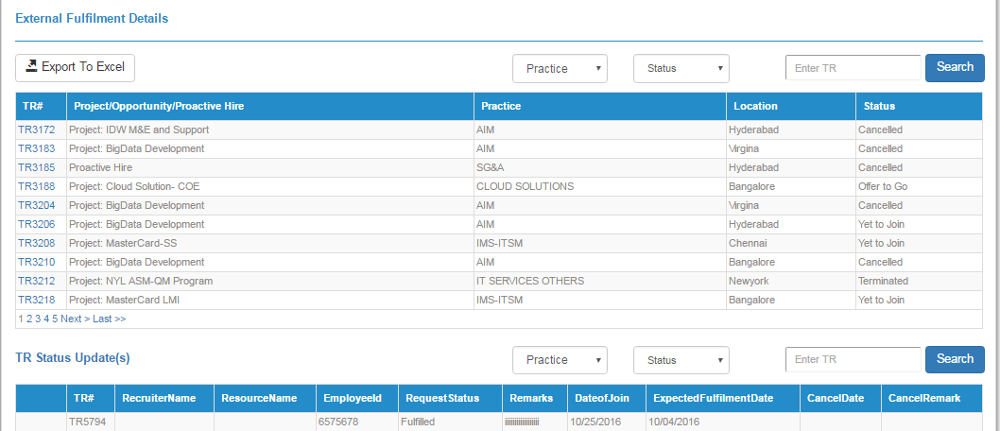 External Fulfilment Details
Export To Excel Practice Status Enter TR Search
TR# Project/Opportunity/Proactive Hire Practice Location Status
TR3172 Project: IDW M&E and Support AIM Hyderabad Cancelled
TR3183 Project: BigData Development AIM Virgina Cancelled
TR3185 Proactive Hire SG&A Hyderabad Cancelled
TR3188 Project: Cloud Solution- COE CLOUD SOLUTIONS Bangalore Offer to Go
TR3204 Project: BigData Development AIM Virgina Cancelled
TR3206 Project: BigData Development AIM Hyderabad Yet to Join
TR3208 Project: MasterCard-SS IMS-ITSM Chennai Yet to Join
TR3210 Project: BigData Development AIM Bangalore Cancelled
TR3212 Project: NYL ASM-QM Program IT SERVICES OTHERS Newyork Terminated
TR3218 Project: MasterCard LMI IMS-ITSM Bangalore Yet to Join
1 2 3 4 5 Next > Last >>
TR Status Update(s) Practice Status Enter TR Search
TR# RecruiterName ResourceName EmployeeId RequestStatus Remarks DateofJoin ExpectedFulfilmentDate CancelDate CancelRemark
TR5794 6575678 Fulfilled 10/25/2016 10/04/2016